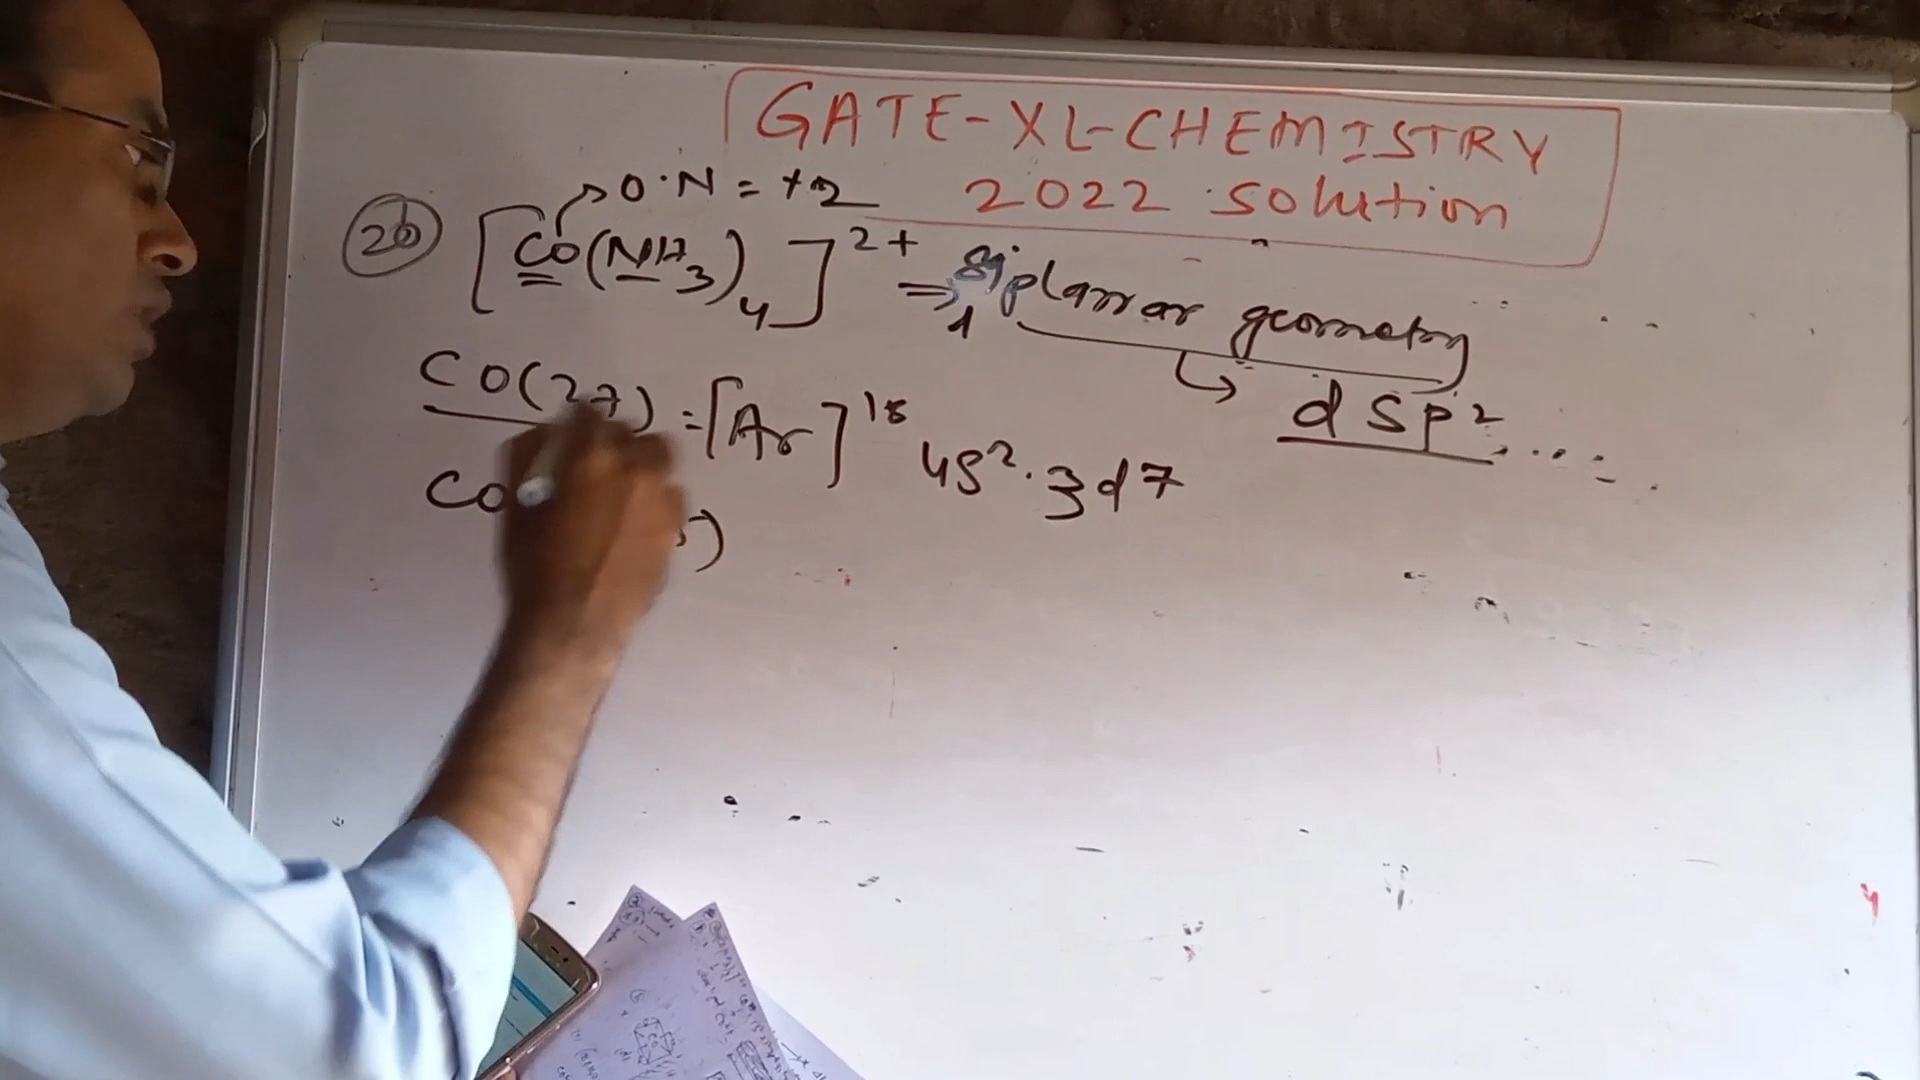 GATE-XL-CHEMISTRY
2022 Solution
O·N = +2
20 [Co(NH3)4]2+ ⇒ Sq planar geometry
↳ dsp2
CO(27) = [Ar]18 4s2·3d7
Co )